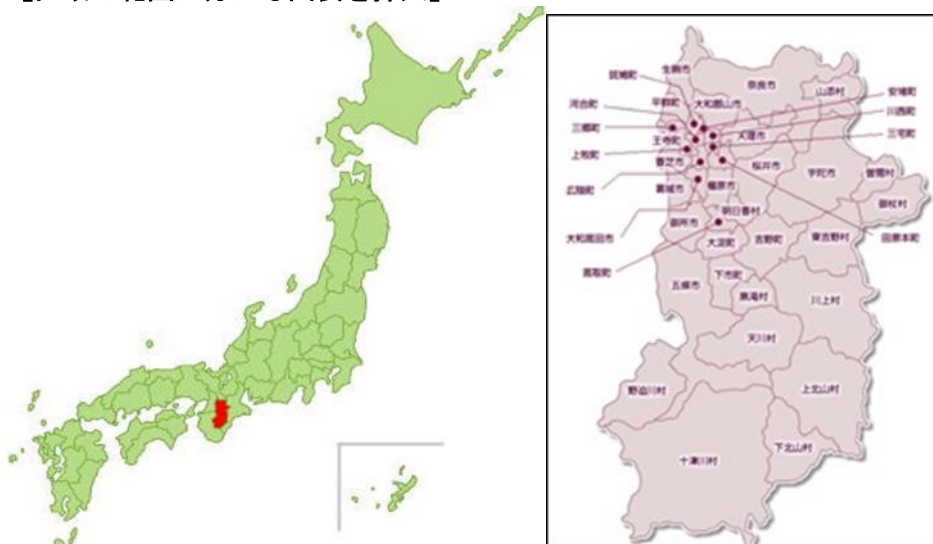 生駒市
斑鳩町
奈良市
山添村
安堵町
平群町
大和郡山市
河合町
川西町
三郷町
王寺町
天理市
三宅町
上牧町
香芝市
桜井市
宇陀市
曽爾村
広陵町
葛城市
橿原市
御杖村
御所市
明日香村
大和高田市
大淀町
吉野町
東吉野村
田原本町
高取町
五條市
下市町
黒滝村
川上村
天川村
野迫川村
上北山村
下北山村
十津川村